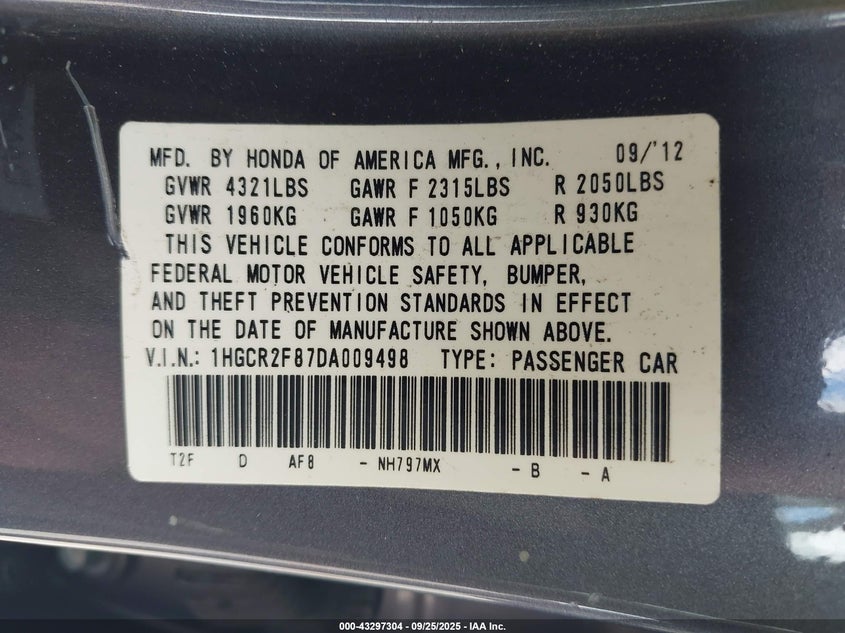 MFD. BY HONDA OF AMERICA MFG., INC. 09/'12
GVWR 4321LBS GAWR F 2315LBS R 2050LBS
GVWR 1960KG GAWR F 1050KG R 930KG
THIS VEHICLE CONFORMS TO ALL APPLICABLE
FEDERAL MOTOR VEHICLE SAFETY, BUMPER,
AND THEFT PREVENTION STANDARDS IN EFFECT
ON THE DATE OF MANUFACTURE SHOWN ABOVE.
V.I.N.: 1HGCR2F87DA009498 TYPE: PASSENGER CAR
T2F D AF8 - NH797MX - B - A
000-43297304 - 09/25/2025 - IAA Inc.